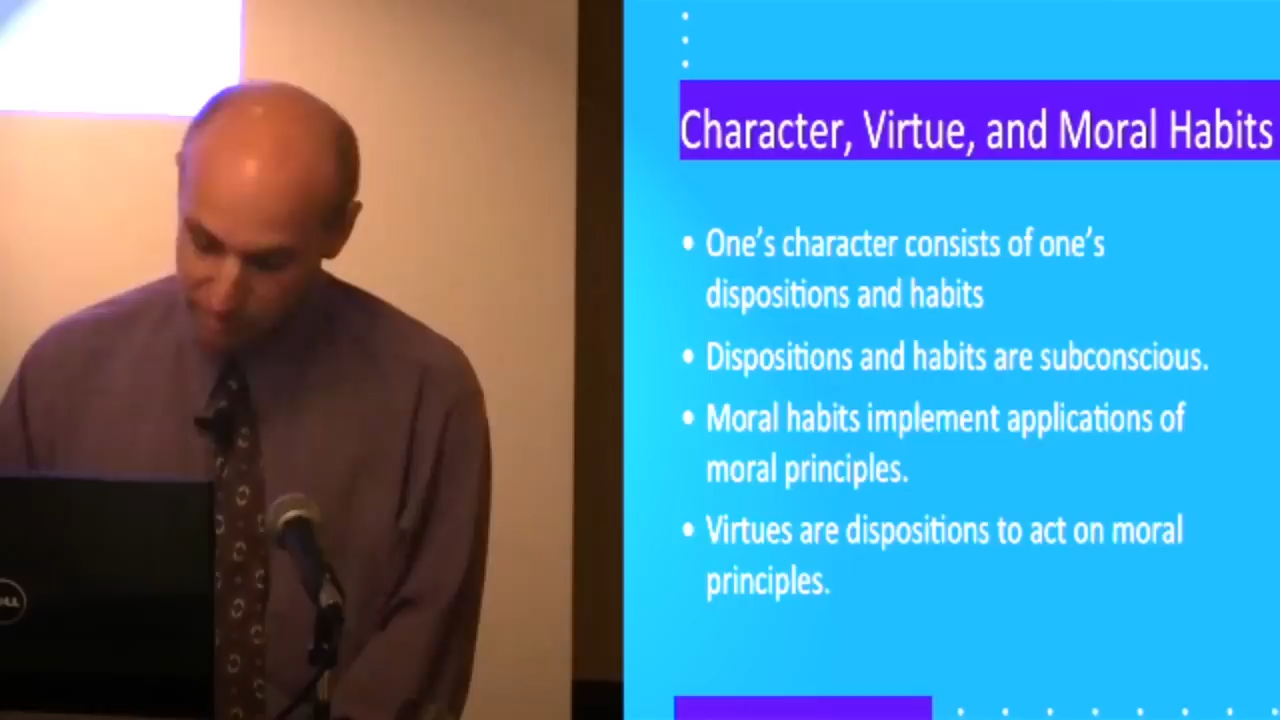 Character, Virtue, and Moral Habits
• One’s character consists of one’s
dispositions and habits
• Dispositions and habits are subconscious.
• Moral habits implement applications of
moral principles.
• Virtues are dispositions to act on moral
principles.